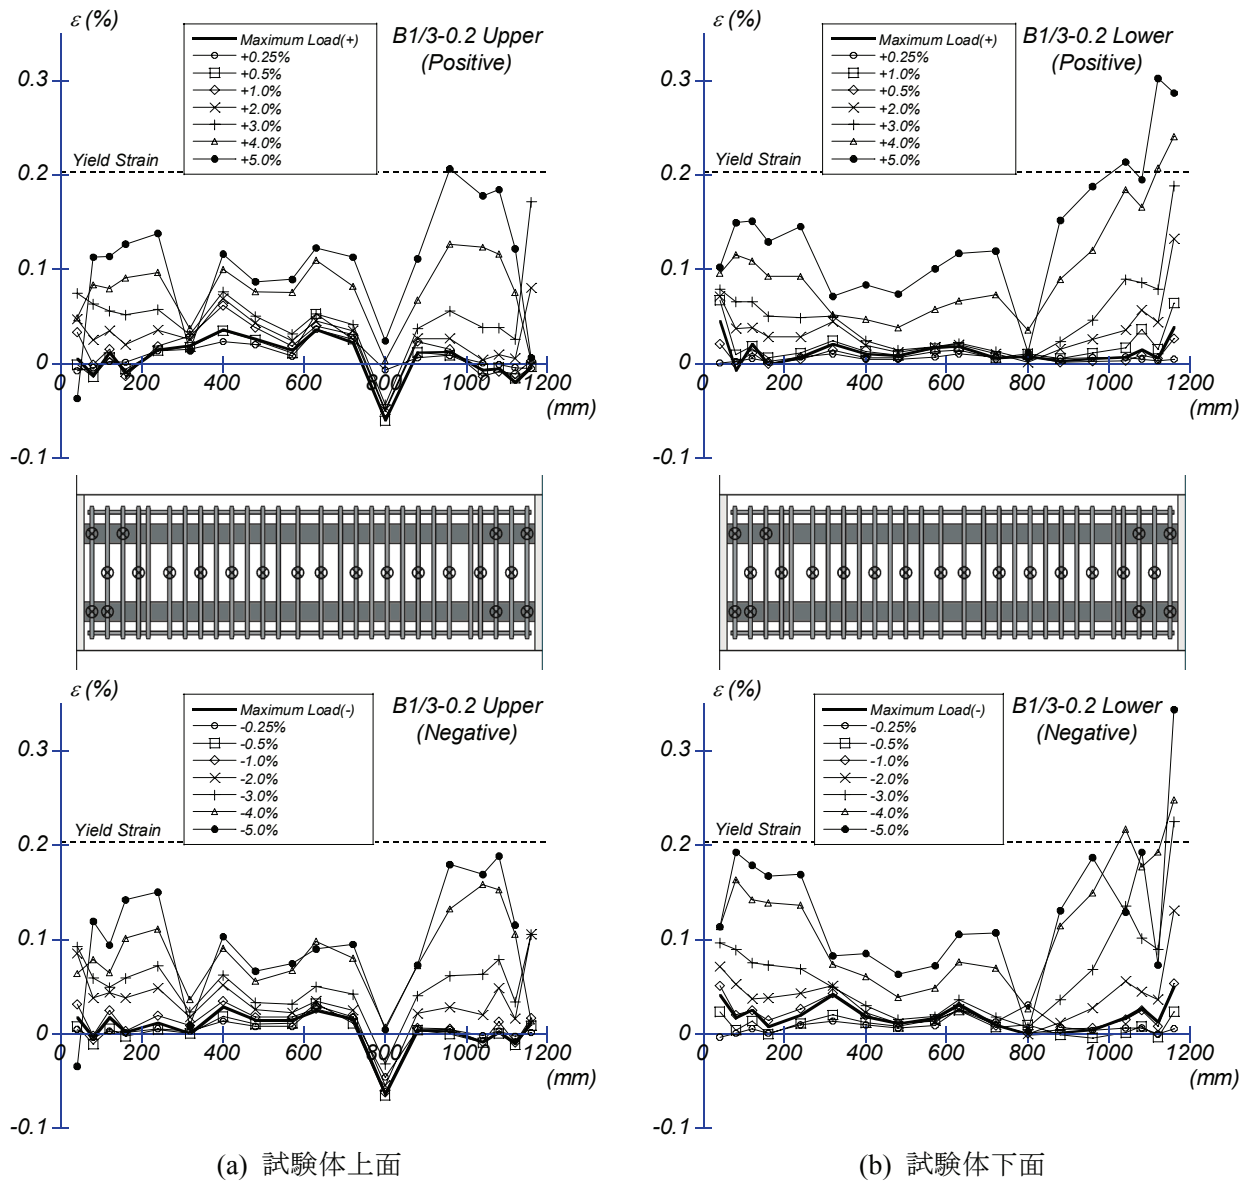 ε (%)
B1/3-0.2 Upper
(Positive)
Maximum Load(+)
+0.25%
+0.5%
+1.0%
+2.0%
+3.0%
+4.0%
+5.0%
0.3
Yield Strain
0.2
0.1
0
0 200 400 600 800 1000 1200
(mm)
-0.1
ε (%)
B1/3-0.2 Lower
(Positive)
Maximum Load(+)
+0.25%
+1.0%
+0.5%
+2.0%
+3.0%
+4.0%
+5.0%
0.3
Yield Strain
0.2
0.1
0
0 200 400 600 800 1000 1200
(mm)
-0.1
ε (%)
B1/3-0.2 Upper
(Negative)
Maximum Load(-)
-0.25%
-0.5%
-1.0%
-2.0%
-3.0%
-4.0%
-5.0%
0.3
Yield Strain
0.2
0.1
0
0 200 400 600 800 1000 1200
(mm)
-0.1
ε (%)
B1/3-0.2 Lower
(Negative)
Maximum Load(-)
-0.25%
-0.5%
-1.0%
-2.0%
-3.0%
-4.0%
-5.0%
0.3
Yield Strain
0.2
0.1
0
0 200 400 600 800 1000 1200
(mm)
-0.1
(a) 試験体上面
(b) 試験体下面